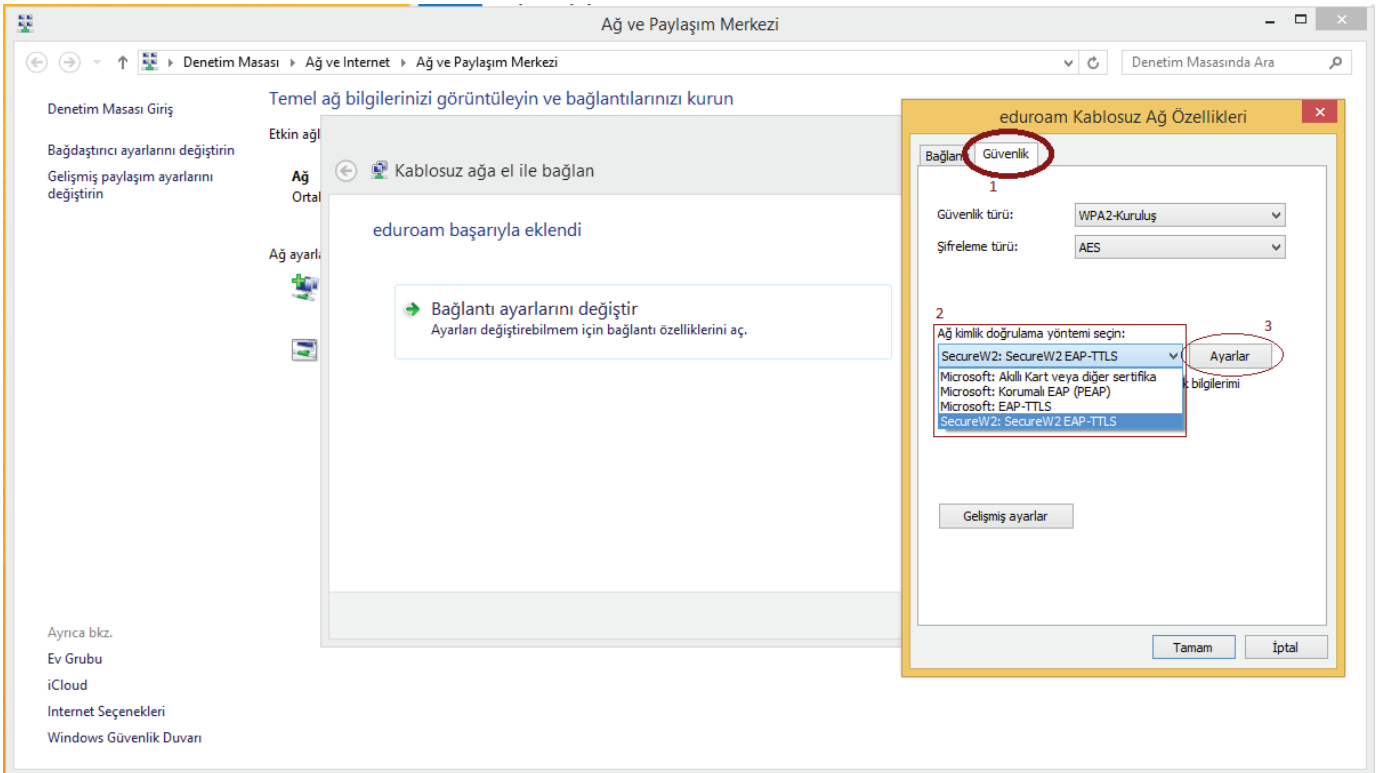 Ağ ve Paylaşım Merkezi
Denetim Masası
Ağ ve Internet
Ağ ve Paylaşım Merkezi
Denetim Masasında Ara
Denetim Masası Giriş
Bağdaştırıcı ayarlarını değiştirin
Gelişmiş paylaşım ayarlarını
değiştirin
Ayrıca bkz.
Ev Grubu
iCloud
Internet Seçenekleri
Windows Güvenlik Duvarı
Temel ağ bilgilerinizi görüntüleyin ve bağlantılarınızı kurun
Etkin ağl
Ağ
Ortal
Ağ ayarla
Kablosuz ağa el ile bağlan
eduroam başarıyla eklendi
Bağlantı ayarlarını değiştir
Ayarları değiştirebilmem için bağlantı özelliklerini aç.
eduroam Kablosuz Ağ Özellikleri
Bağlan
Güvenlik
1
Güvenlik türü:
WPA2-Kuruluş
Şifreleme türü:
AES
2
3
Ağ kimlik doğrulama yöntemi seçin:
SecureW2: SecureW2 EAP-TTLS
Ayarlar
Microsoft: Akıllı Kart veya diğer sertifika
Microsoft: Korumalı EAP (PEAP)
Microsoft: EAP-TTLS
SecureW2: SecureW2 EAP-TTLS
k bilgilerimi
Gelişmiş ayarlar
Tamam
İptal